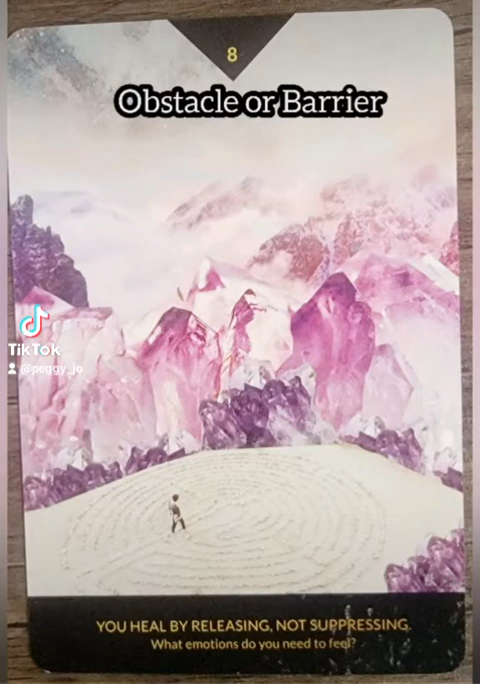 8
Obstacle or Barrier
TikTok
@peggy_jo
YOU HEAL BY RELEASING, NOT SUPPRESSING.
What emotions do you need to feel?